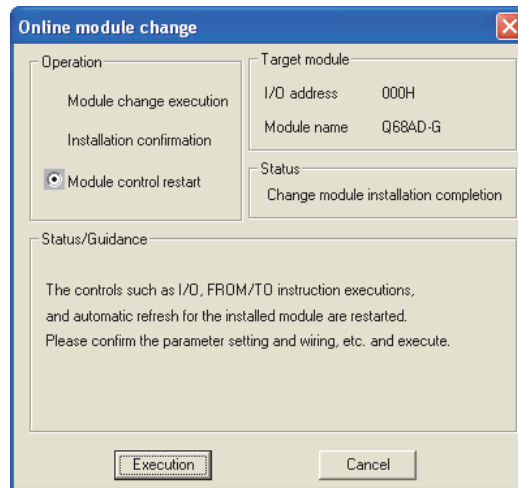 Online module change
Operation
Module change execution
Installation confirmation
Module control restart
Target module
I/O address 000H
Module name Q68AD-G
Status
Change module installation completion
Status/Guidance
The controls such as I/O, FROM/TO instruction executions,
and automatic refresh for the installed module are restarted.
Please confirm the parameter setting and wiring, etc. and execute.
Execution Cancel